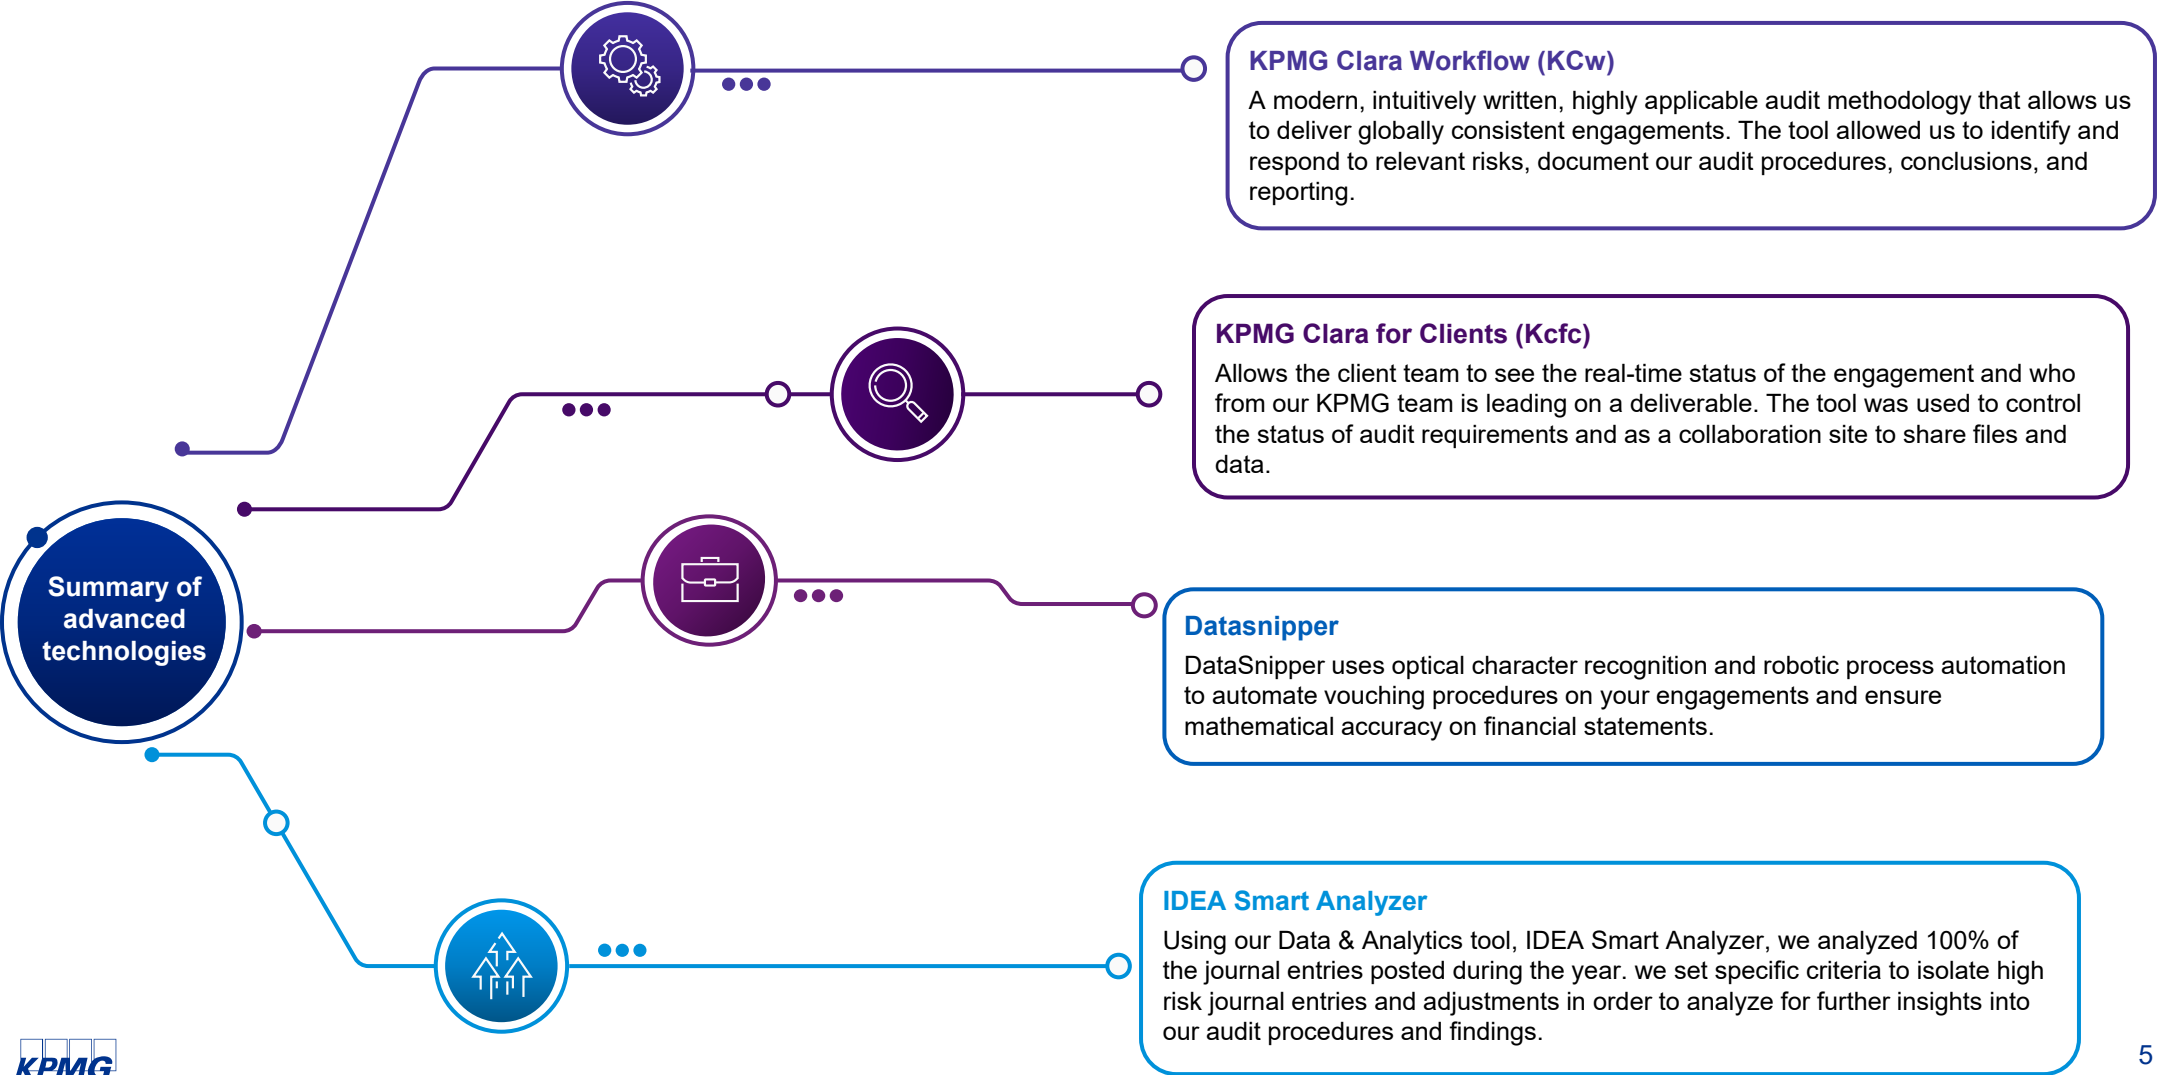 KPMG Clara Workflow (KCw)
A modern, intuitively written, highly applicable audit methodology that allows us
to deliver globally consistent engagements. The tool allowed us to identify and
respond to relevant risks, document our audit procedures, conclusions, and
reporting.
KPMG Clara for Clients (Kcfc)
Allows the client team to see the real-time status of the engagement and who
from our KPMG team is leading on a deliverable. The tool was used to control
the status of audit requirements and as a collaboration site to share files and
data.
Summary of
advanced
technologies
Datasnipper
DataSnipper uses optical character recognition and robotic process automation
to automate vouching procedures on your engagements and ensure
mathematical accuracy on financial statements.
IDEA Smart Analyzer
Using our Data & Analytics tool, IDEA Smart Analyzer, we analyzed 100% of
the journal entries posted during the year. we set specific criteria to isolate high
risk journal entries and adjustments in order to analyze for further insights into
our audit procedures and findings.
KPMG
5